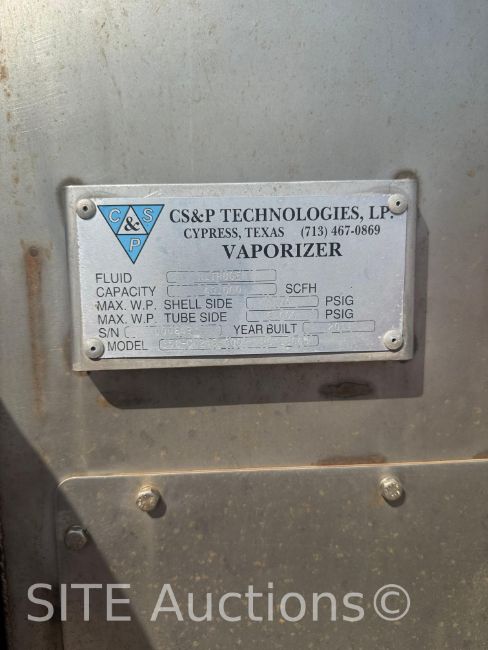 C & S P
CS&P TECHNOLOGIES, LP.
CYPRESS, TEXAS (713) 467-0869
VAPORIZER
FLUID
CAPACITY SCFH
MAX. W.P. SHELL SIDE PSIG
MAX. W.P. TUBE SIDE PSIG
S/N YEAR BUILT
MODEL
SITE Auctions©